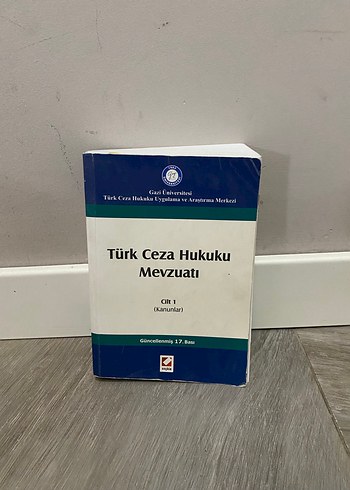 Gazi Üniversitesi
Türk Ceza Hukuku Uygulama ve Araştırma Merkezi
Türk Ceza Hukuku
Mevzuatı
Cilt 1
(Kanunlar)
Güncellenmiş 17. Bası
seçkin